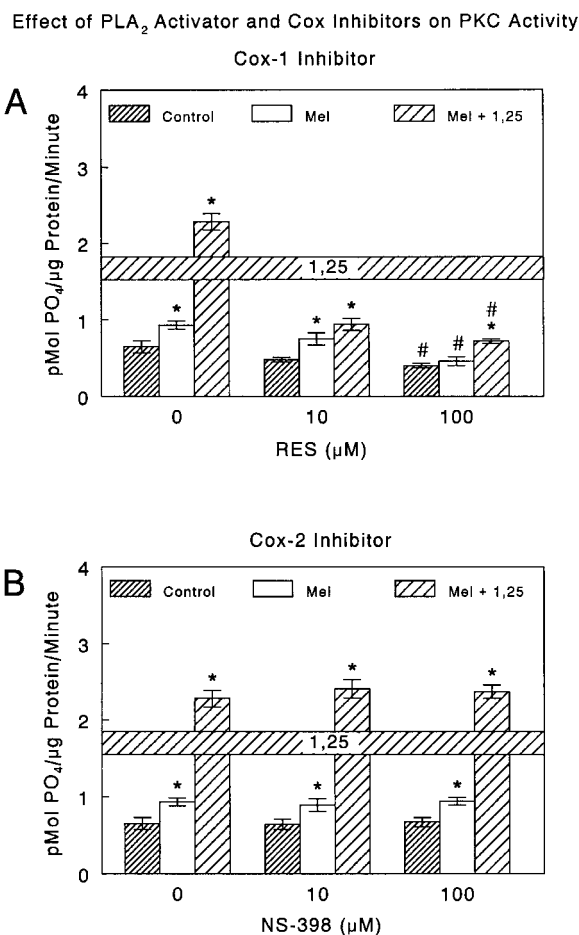 Effect of PLA₂ Activator and Cox Inhibitors on PKC Activity
Cox-1 Inhibitor
A
pMol PO₄/µg Protein/Minute
4
3
2
1
0
Control Mel Mel + 1,25
*
1,25
* * * # # # *
0 10 100
RES (µM)
Cox-2 Inhibitor
B
pMol PO₄/µg Protein/Minute
4
3
2
1
0
Control Mel Mel + 1,25
* * *
1,25
* * *
0 10 100
NS-398 (µM)